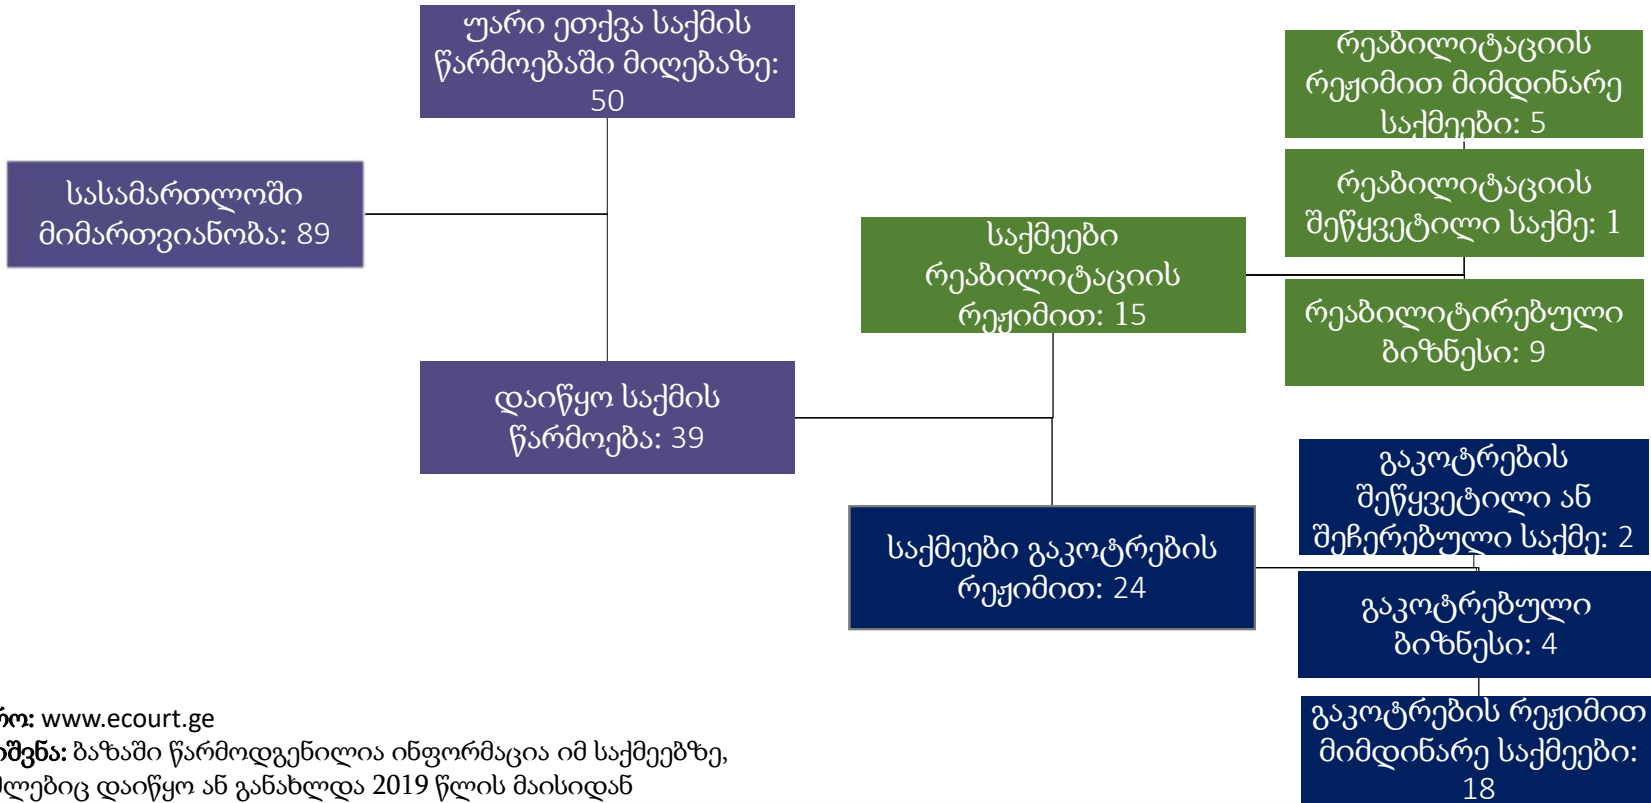 უარი ეთქვა საქმის
წარმოებაში მიღებაზე:
50
სასამართლოში
მიმართვიანობა: 89
დაიწყო საქმის
წარმოება: 39
საქმეები
რეაბილიტაციის
რეჟიმით: 15
რეაბილიტაციის
რეჟიმით მიმდინარე
საქმეები: 5
რეაბილიტაციის
შეწყვეტილი საქმე: 1
რეაბილიტირებული
ბიზნესი: 9
საქმეები გაკოტრების
რეჟიმით: 24
გაკოტრების
შეწყვეტილი ან
შეჩერებული საქმე: 2
გაკოტრებული
ბიზნესი: 4
გაკოტრების რეჟიმით
მიმდინარე საქმეები:
18
www.ecourt.ge
ბაზაში წარმოდგენილია ინფორმაცია იმ საქმეებზე,
დაიწყო ან განახლდა 2019 წლის მაისიდან